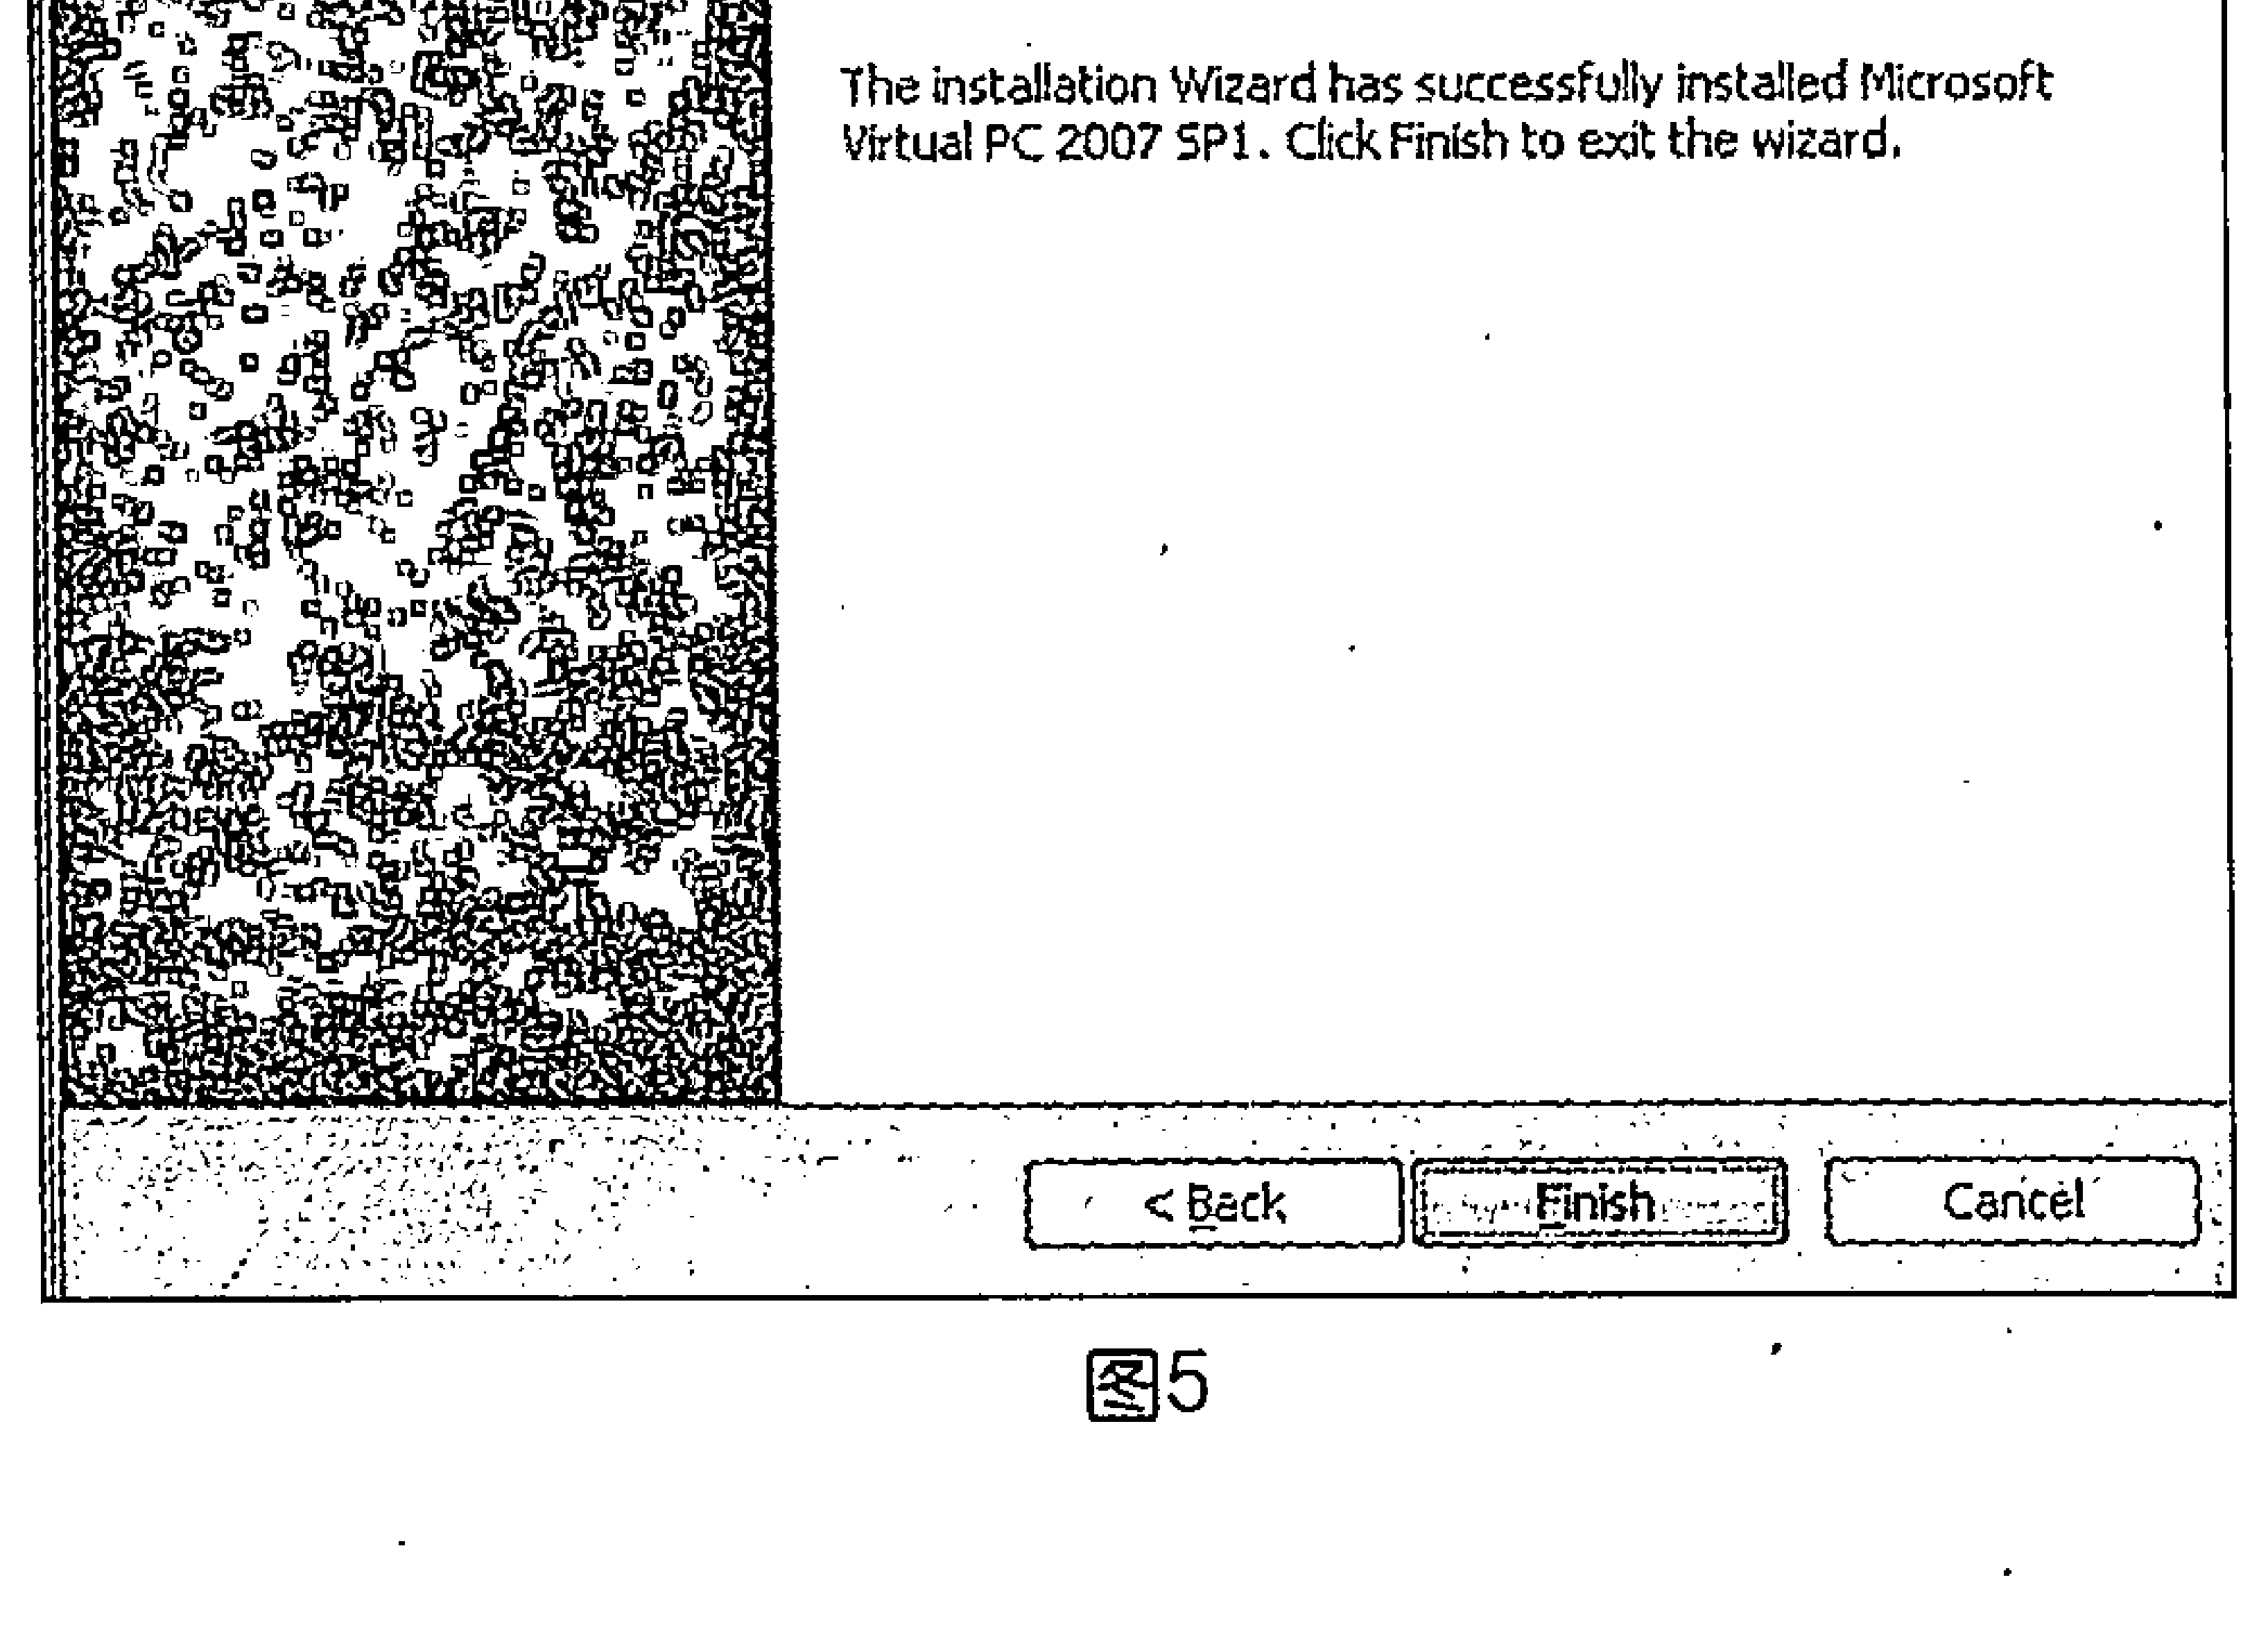 The installation Wizard has successfully installed Microsoft
Virtual PC 2007 SP1. Click Finish to exit the wizard.
< Back
Finish
Cancel
图5